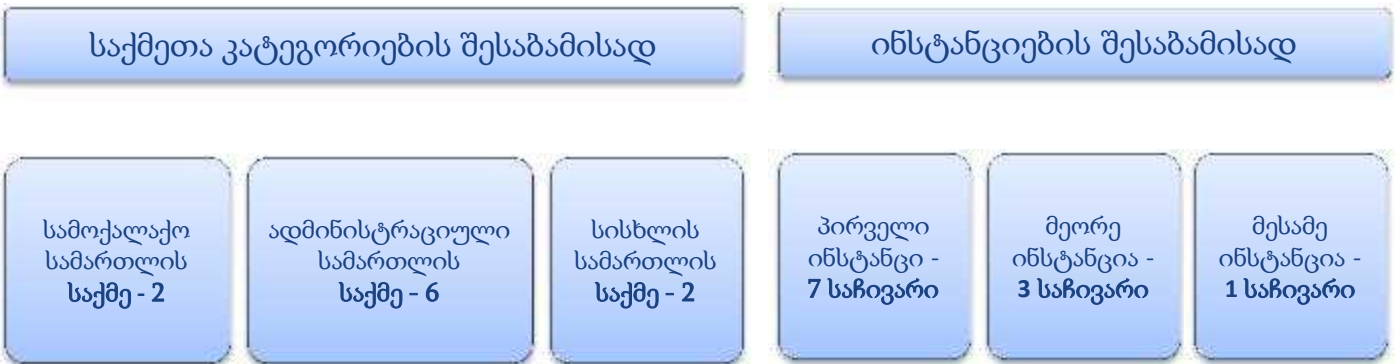 საქმეთა კატეგორიების შესაბამისად
ინსტანციების შესაბამისად
სამოქალაქო
სამართლის
საქმე - 2
ადმინისტრაციული
სამართლის
საქმე - 6
სისხლის
სამართლის
საქმე - 2
პირველი
ინსტანცი -
7 საჩივარი
მეორე
ინსტანცია -
3 საჩივარი
მესამე
ინსტანცია -
1 საჩივარი